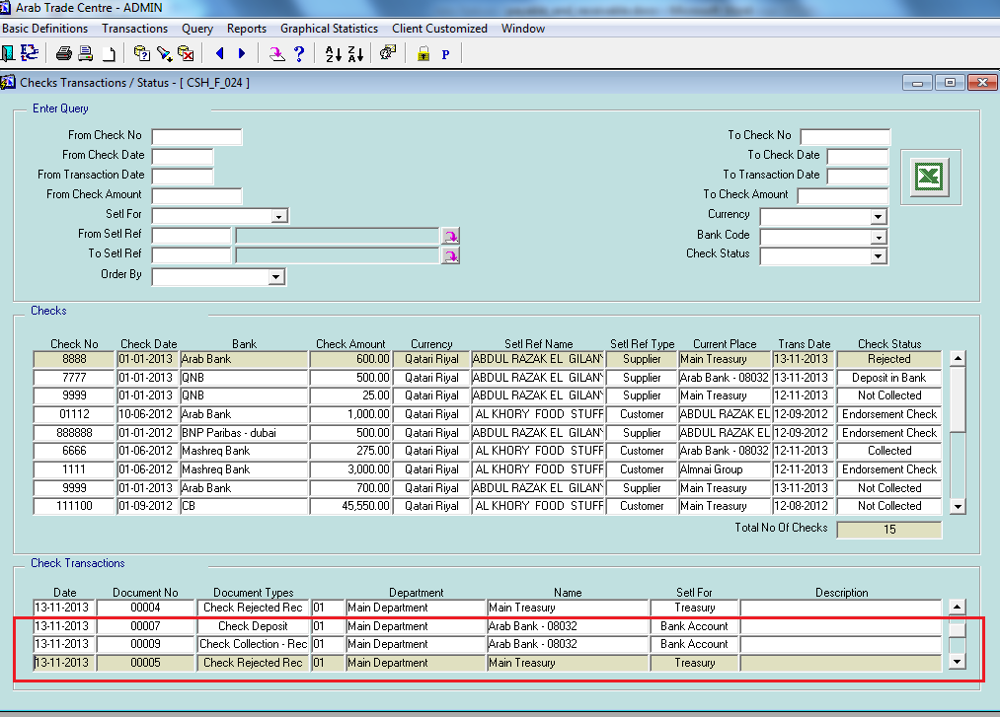 Arab Trade Centre - ADMIN
Basic Definitions Transactions Query Reports Graphical Statistics Client Customized Window
Checks Transactions / Status - [ CSH_F_024 ]
Enter Query
From Check No To Check No
From Check Date To Check Date
From Transaction Date To Transaction Date
From Check Amount To Check Amount
Setl For Currency
From Setl Ref Bank Code
To Setl Ref Check Status
Order By
Checks
Check No Check Date Bank Check Amount Currency Setl Ref Name Setl Ref Type Current Place Trans Date Check Status
8888 01-01-2013 Arab Bank 600.00 Qatari Riyal ABDUL RAZAK EL GILAN Supplier Main Treasury 13-11-2013 Rejected
7777 01-01-2013 QNB 500.00 Qatari Riyal ABDUL RAZAK EL GILAN Supplier Arab Bank - 08032 13-11-2013 Deposit in Bank
9999 01-01-2013 QNB 25.00 Qatari Riyal ABDUL RAZAK EL GILAN Supplier Main Treasury 12-11-2013 Not Collected
01112 10-06-2012 Arab Bank 1,000.00 Qatari Riyal AL KHORY FOOD STUFF Customer ABDUL RAZAK EL 12-09-2012 Endorsement Check
888888 01-01-2012 BNP Paribas - dubai 500.00 Qatari Riyal ABDUL RAZAK EL GILAN Supplier ABDUL RAZAK EL 12-09-2012 Endorsement Check
6666 01-06-2012 Mashreq Bank 275.00 Qatari Riyal AL KHORY FOOD STUFF Customer Arab Bank - 08032 12-11-2013 Collected
1111 01-06-2012 Mashreq Bank 3,000.00 Qatari Riyal AL KHORY FOOD STUFF Customer Almnai Group 12-11-2013 Endorsement Check
9999 01-01-2013 Arab Bank 700.00 Qatari Riyal ABDUL RAZAK EL GILAN Supplier Main Treasury 13-11-2013 Not Collected
111100 01-09-2012 CB 45,550.00 Qatari Riyal AL KHORY FOOD STUFF Customer Main Treasury 12-08-2012 Not Collected
Total No Of Checks 15
Check Transactions
Date Document No Document Types Department Name Setl For Description
13-11-2013 00004 Check Rejected Rec 01 Main Department Main Treasury Treasury
13-11-2013 00007 Check Deposit 01 Main Department Arab Bank - 08032 Bank Account
13-11-2013 00009 Check Collection - Rec 01 Main Department Arab Bank - 08032 Bank Account
13-11-2013 00005 Check Rejected Rec 01 Main Department Main Treasury Treasury